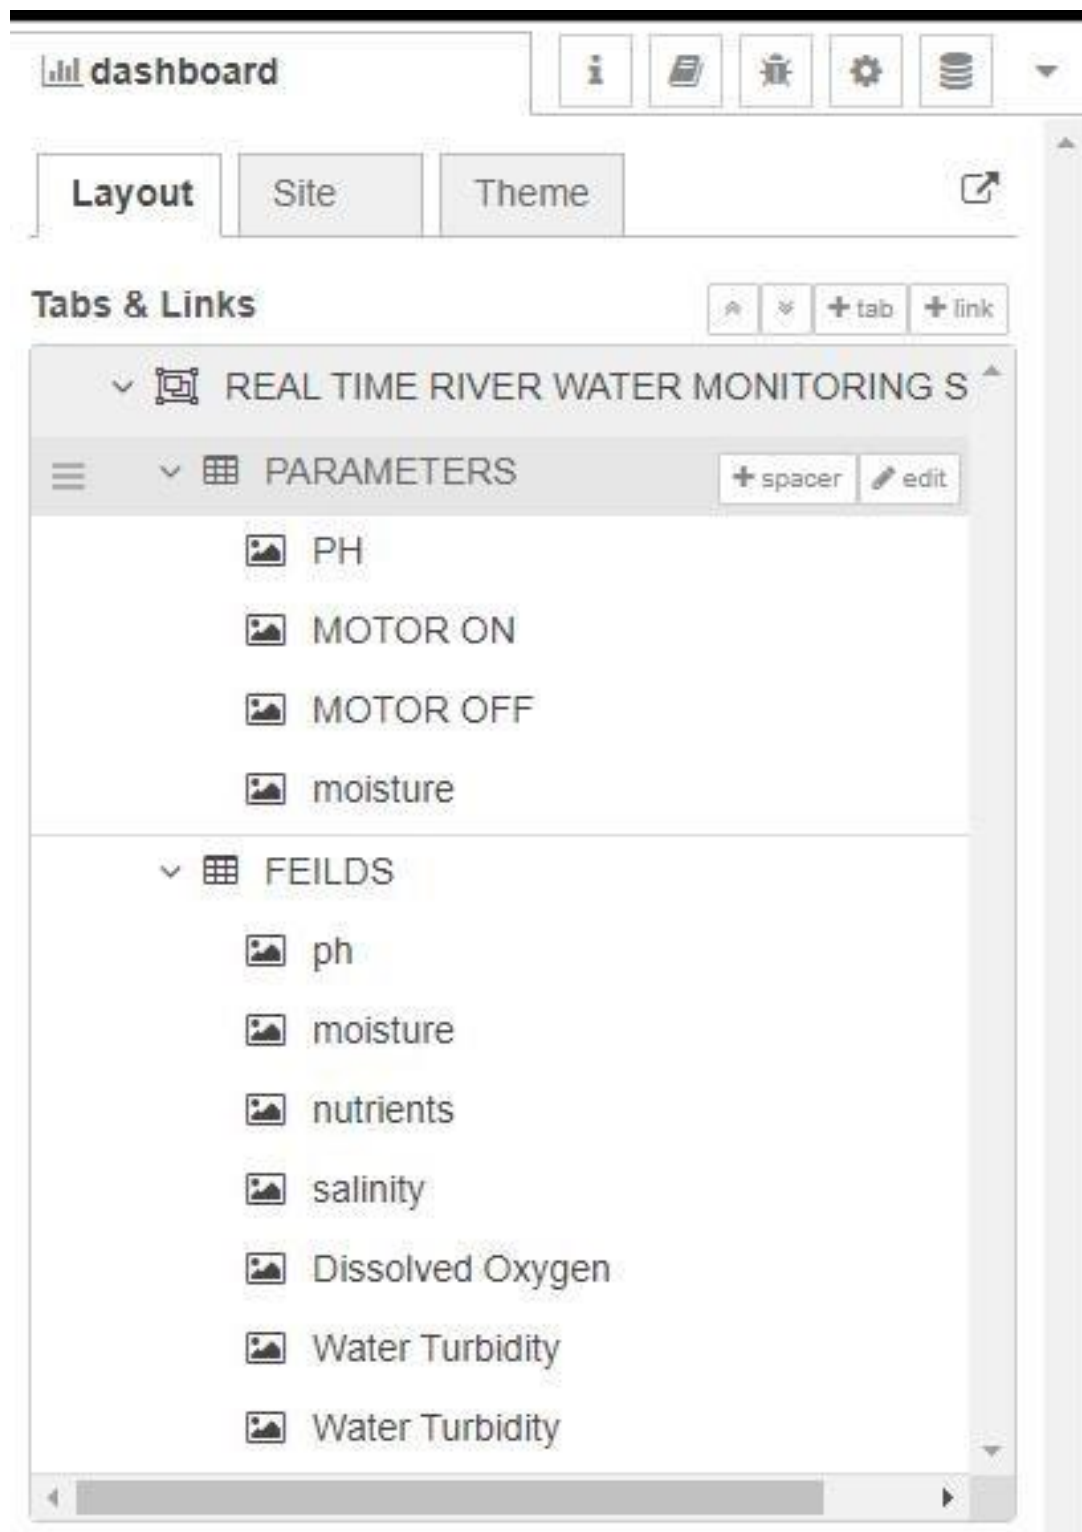 dashboard
Layout Site Theme
Tabs & Links + tab + link
REAL TIME RIVER WATER MONITORING S
PARAMETERS + spacer edit
PH
MOTOR ON
MOTOR OFF
moisture
FEILDS
ph
moisture
nutrients
salinity
Dissolved Oxygen
Water Turbidity
Water Turbidity